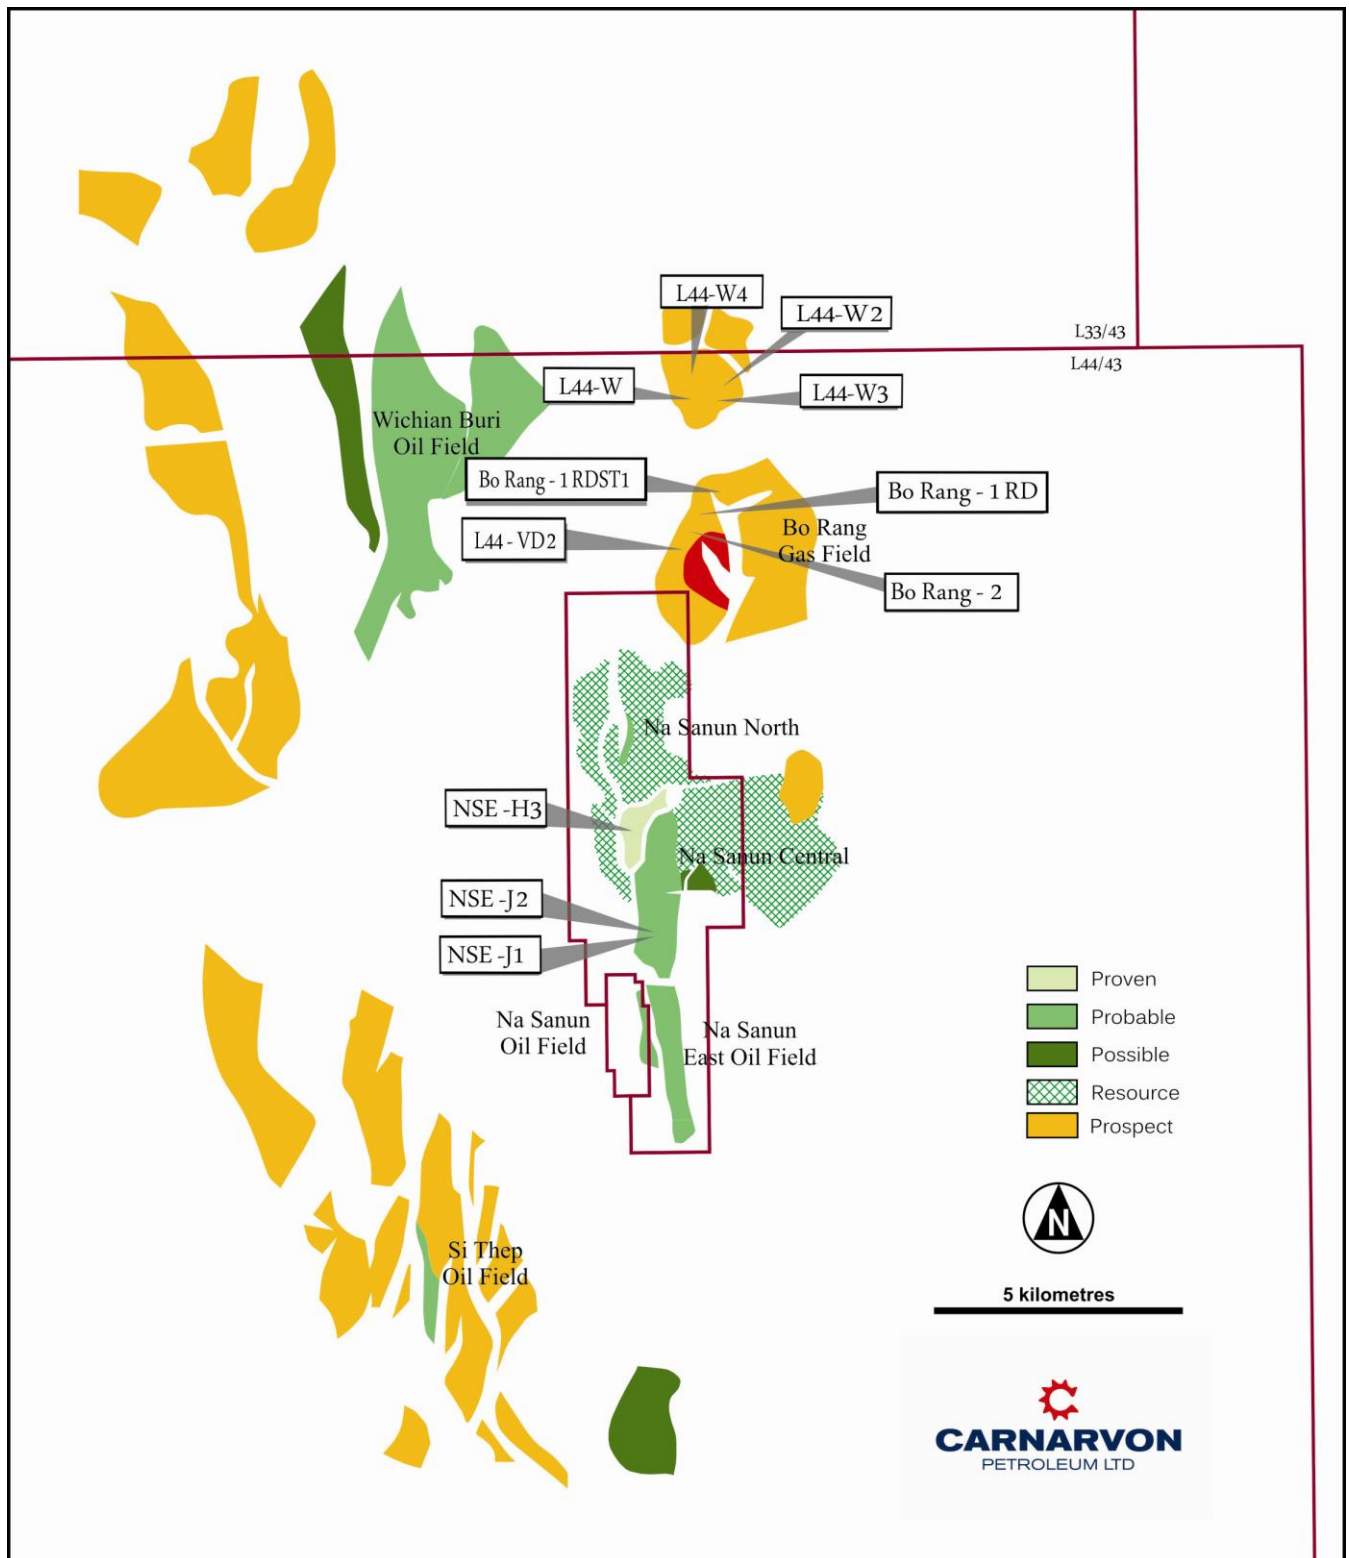 L44-W4
L44-W2
L33/43
L44/43
L44-W
L44-W3
Wichian Buri
Oil Field
Bo Rang - 1 RDST1
Bo Rang - 1 RD
L44 - VD2
Bo Rang
Gas Field
Bo Rang - 2
Na Sanun North
NSE -H3
Na Sanun Central
NSE -J2
NSE -J1
Na Sanun
Oil Field
Na Sanun
East Oil Field
Proven
Probable
Possible
Resource
Prospect
N
Si Thep
Oil Field
5 kilometres
CARNARVON
PETROLEUM LTD